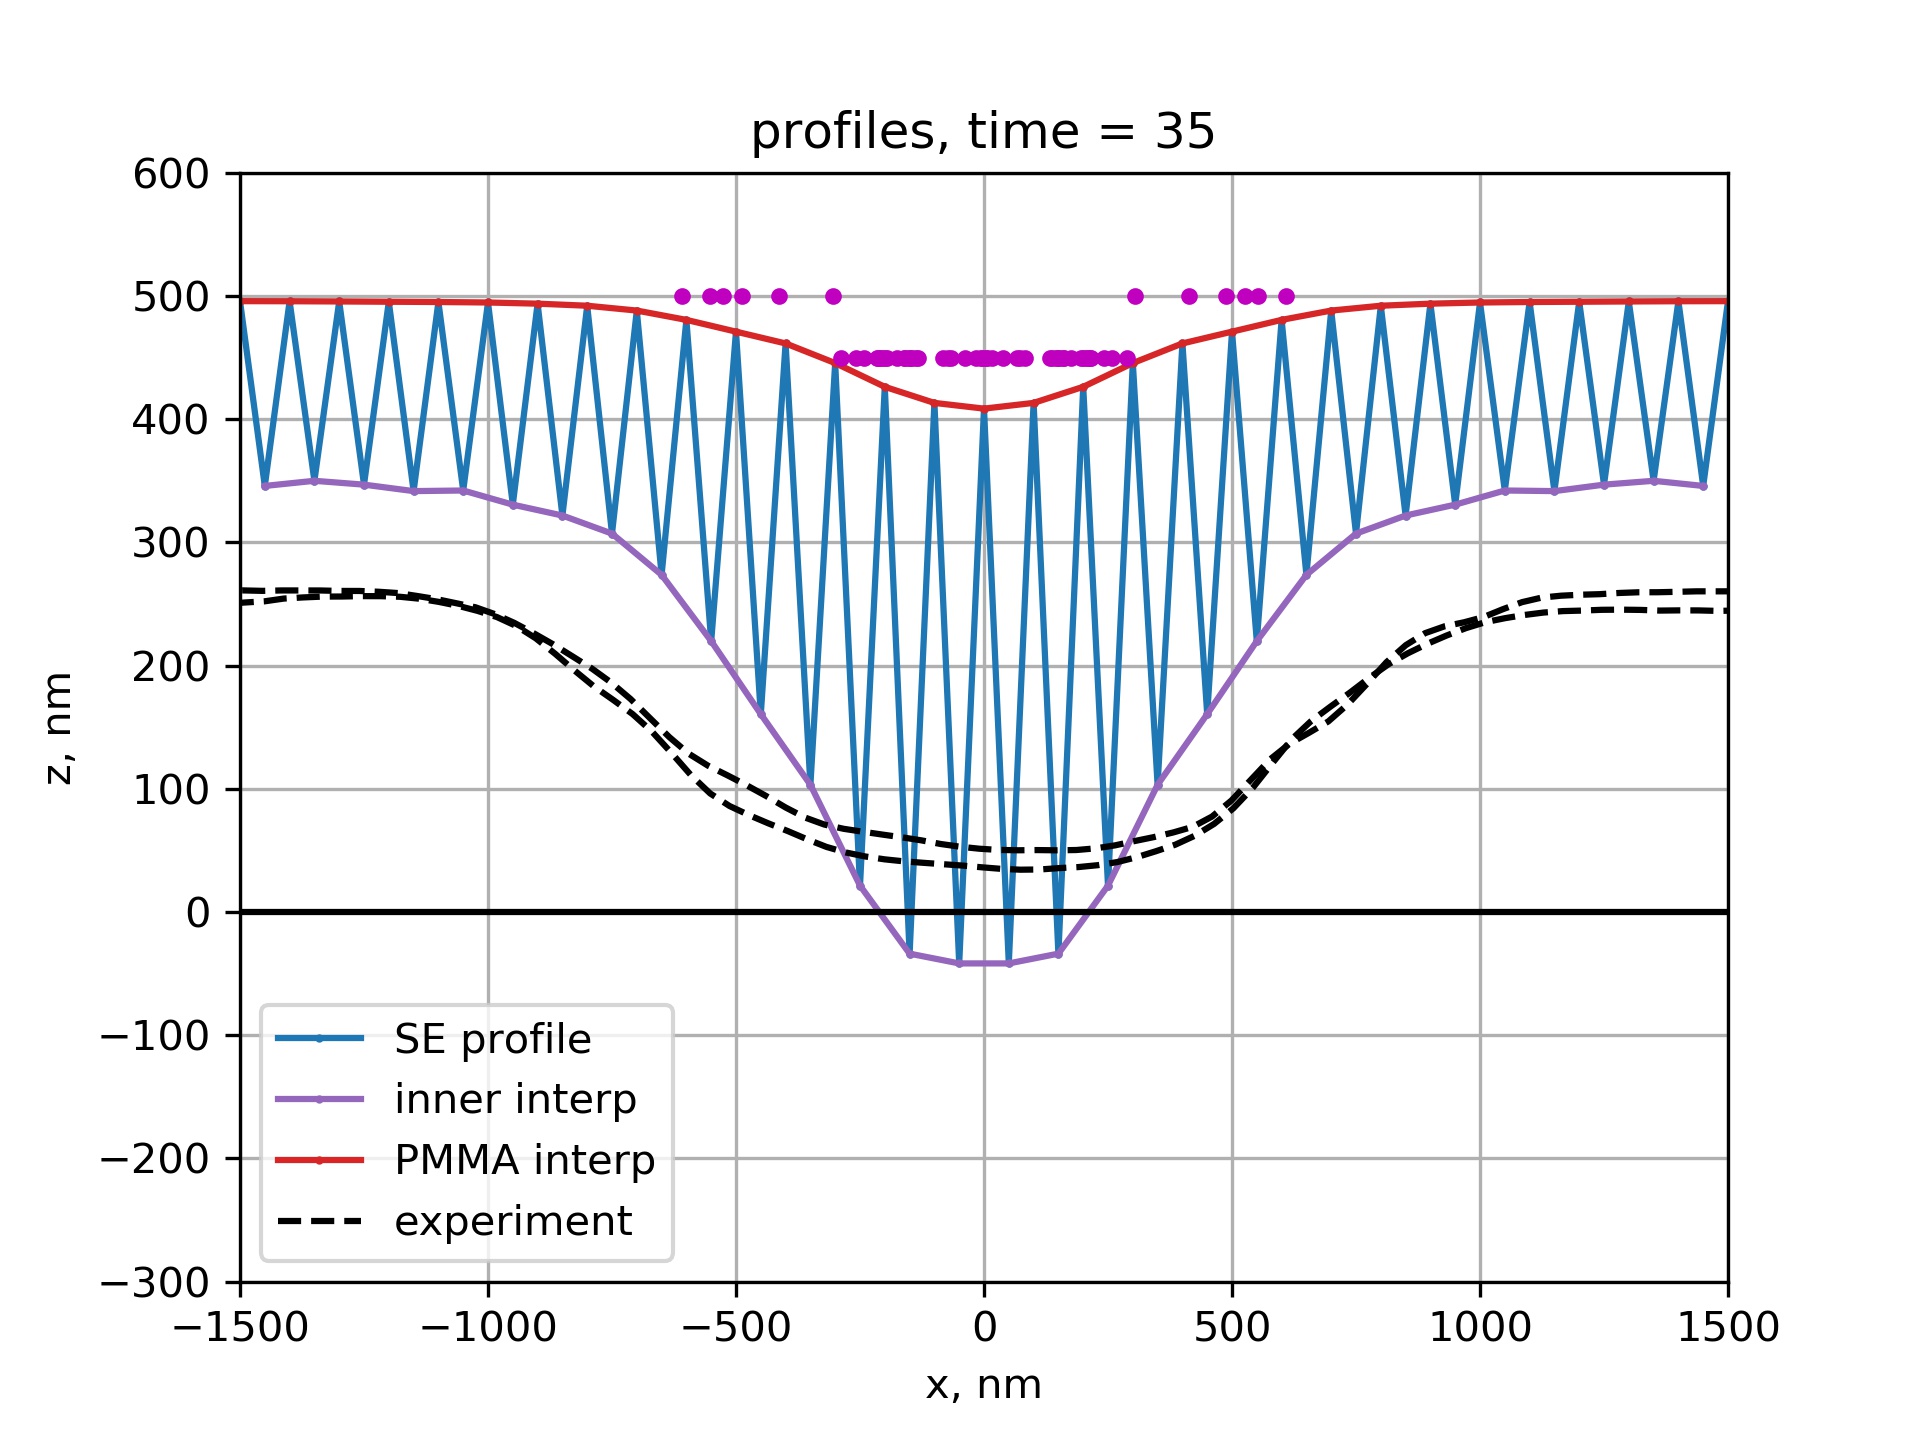 profiles, time = 35
600
500
400
300
200
100
0
−100
−200
−300
z, nm
−1500
−1000
−500
0
500
1000
1500
x, nm
SE profile
inner interp
PMMA interp
experiment